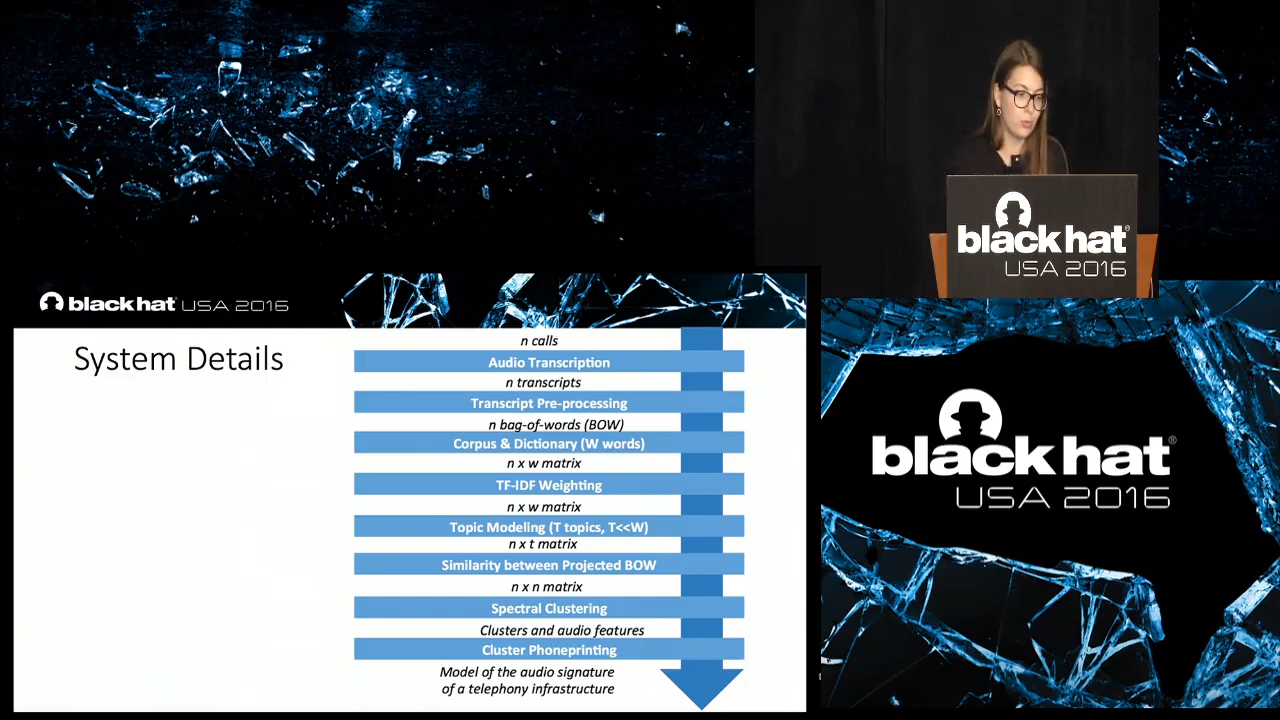 black hat
USA 2016
black hat USA 2016
System Details
n calls
Audio Transcription
n transcripts
Transcript Pre-processing
n bag-of-words (BOW)
Corpus & Dictionary (W words)
n x w matrix
TF-IDF Weighting
n x w matrix
Topic Modeling (T topics, T<<W)
n x t matrix
Similarity between Projected BOW
n x n matrix
Spectral Clustering
Clusters and audio features
Cluster Phoneprinting
Model of the audio signature
of a telephony infrastructure
black hat®
USA 2016